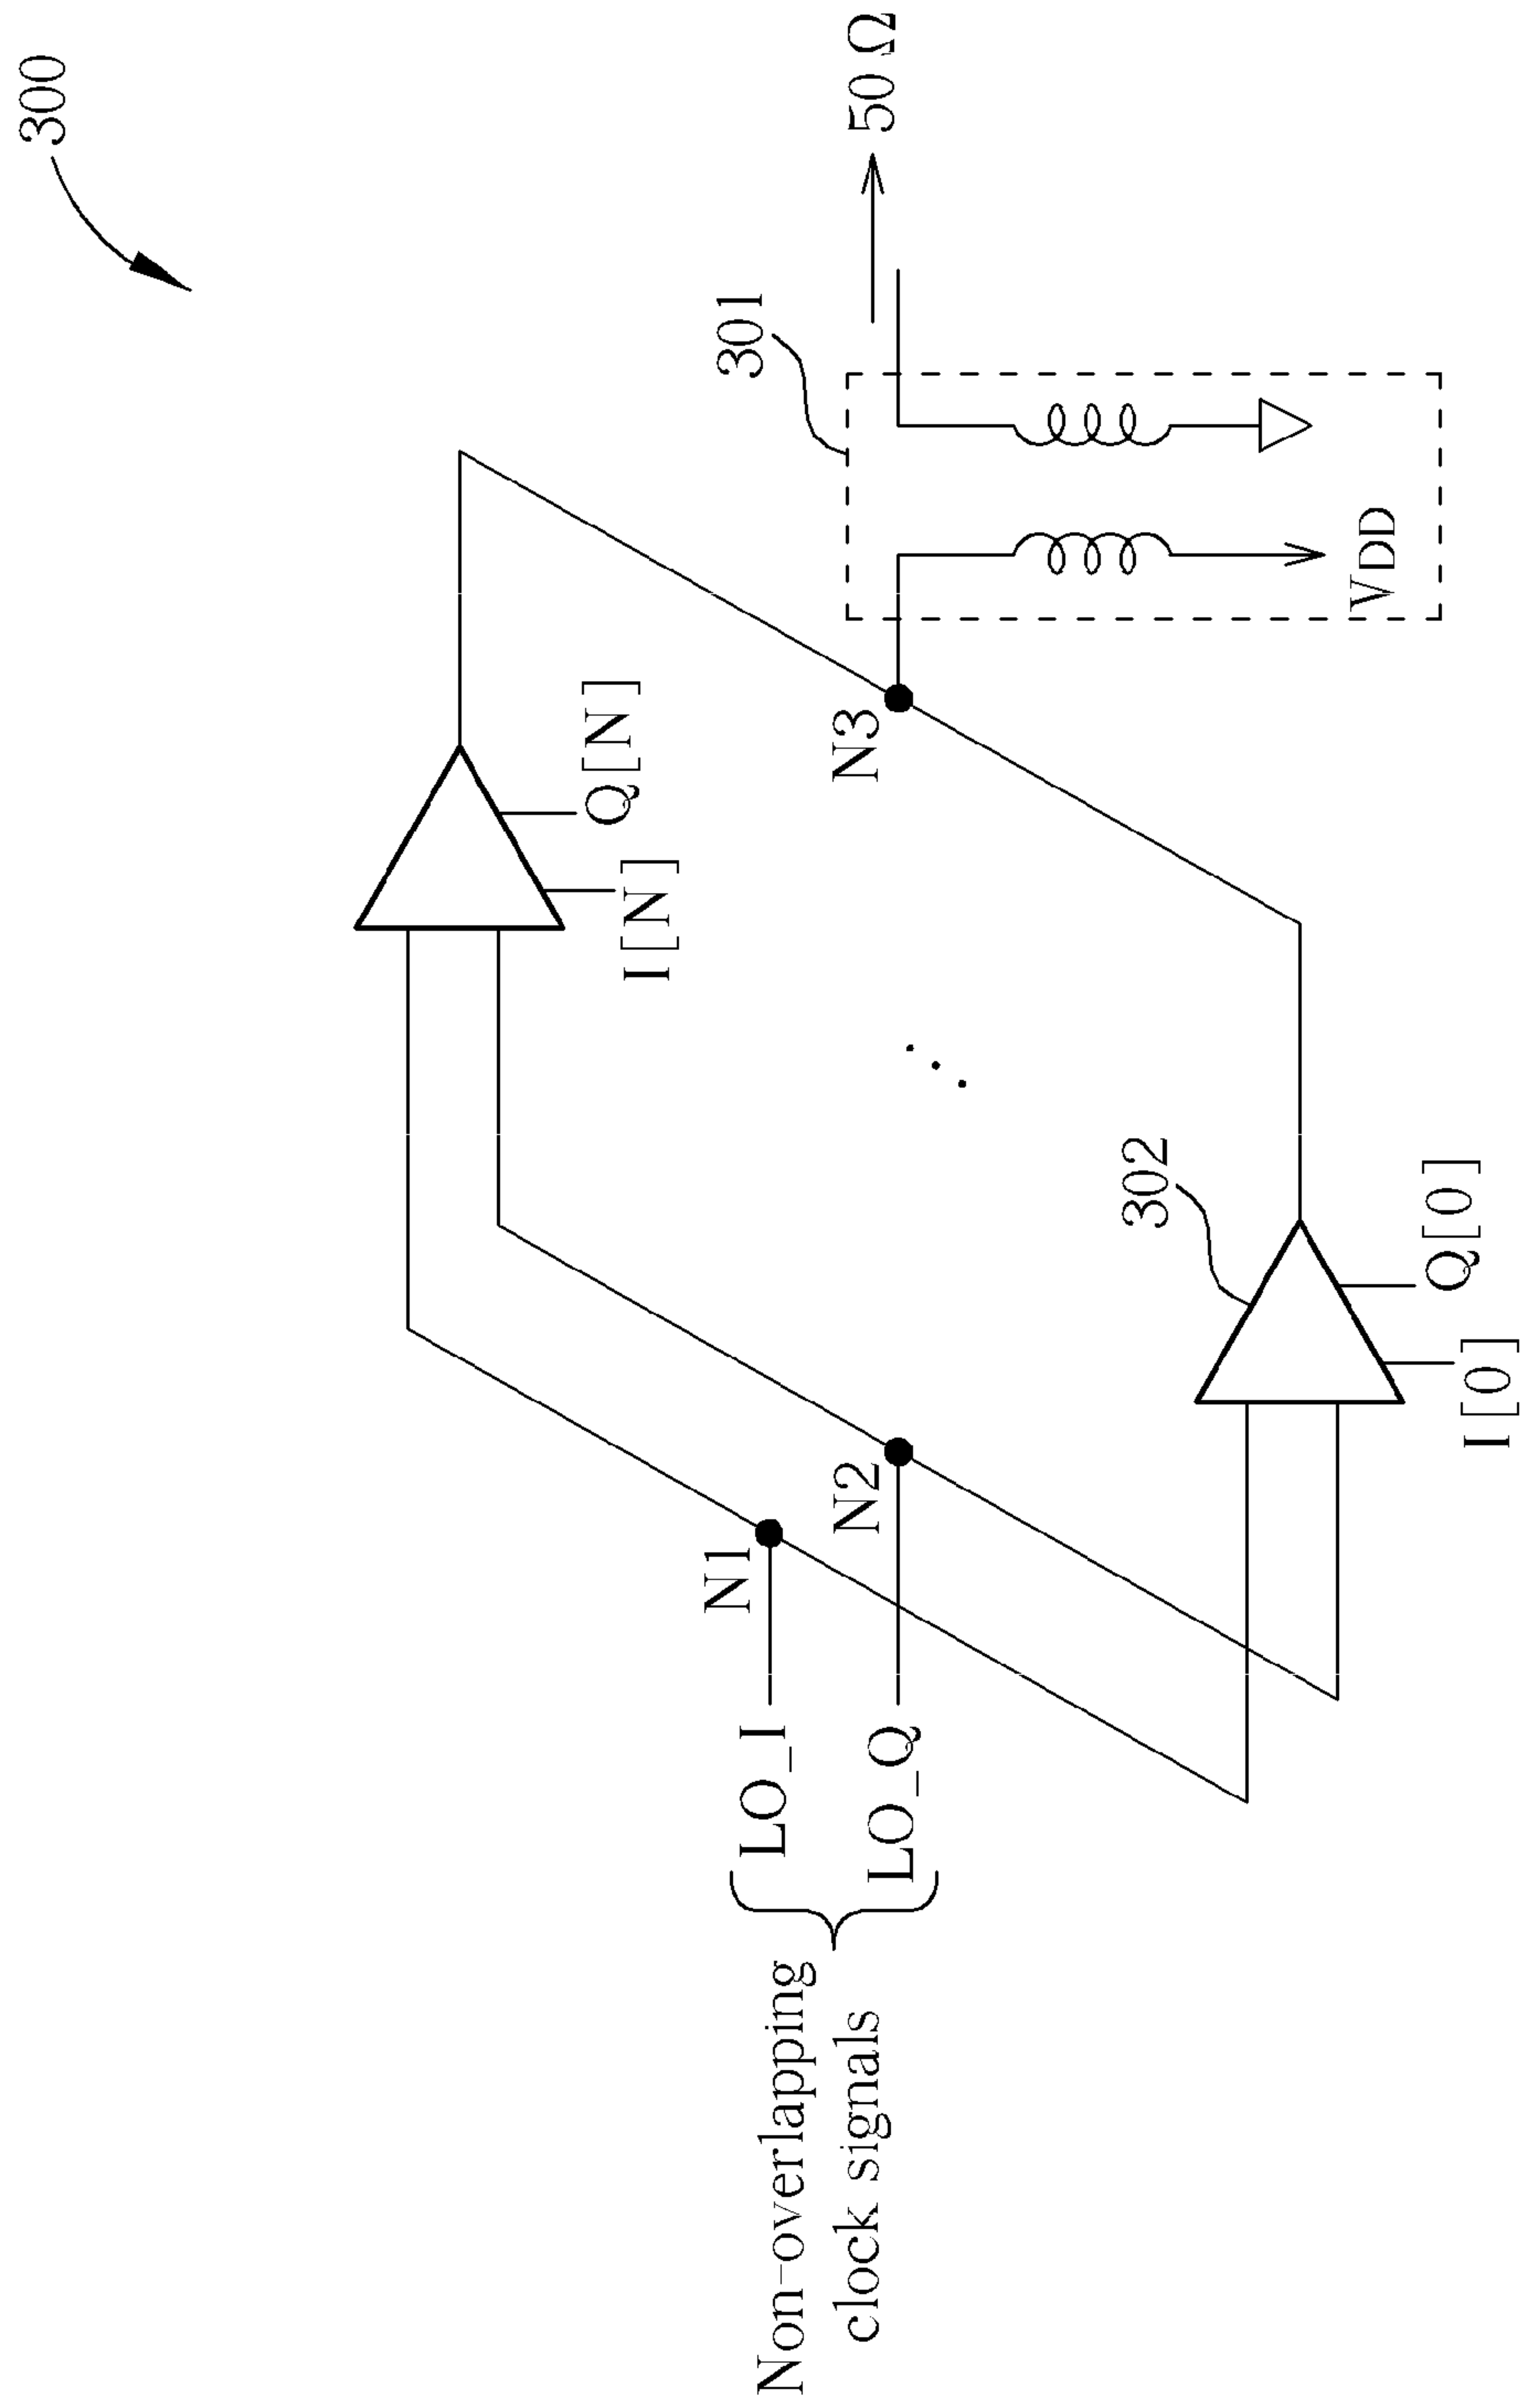 300
Q[N]
I[N]
N1
LO_I
Non-overlapping
clock signals
LO_Q
N2
N3
301
50 Ω
VDD
302
Q[0]
I[0]